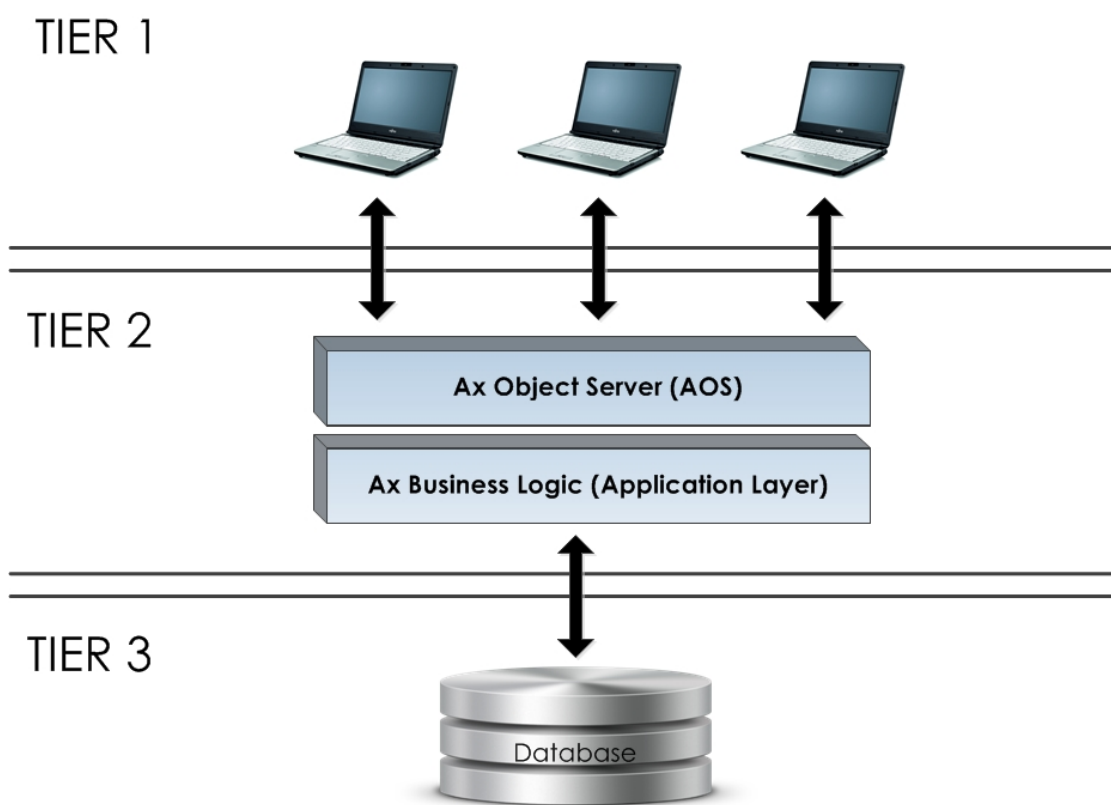 TIER 1
TIER 2
Ax Object Server (AOS)
Ax Business Logic (Application Layer)
TIER 3
Database